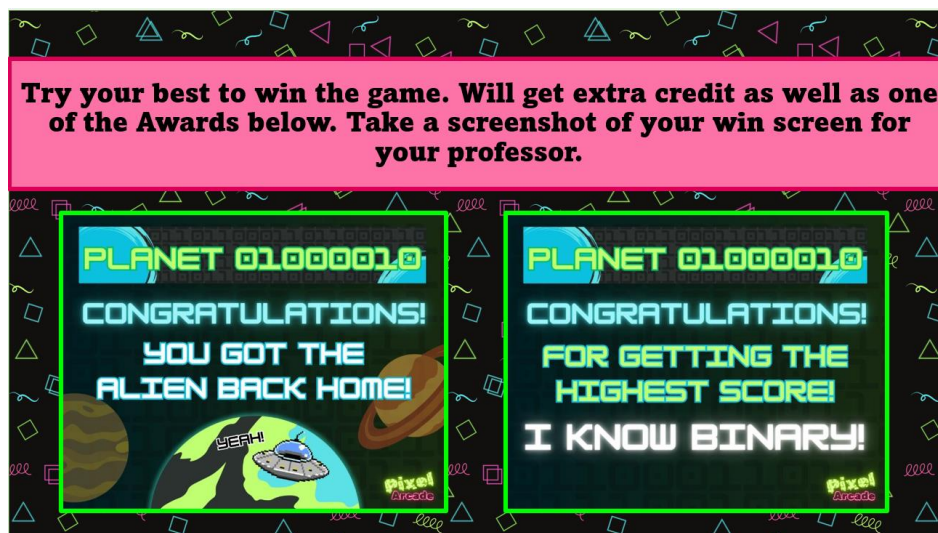 Try your best to win the game. Will get extra credit as well as one
of the Awards below. Take a screenshot of your win screen for
your professor.
PLANET 01000010
CONGRATULATIONS!
YOU GOT THE
ALIEN BACK HOME!
YEAH!
Pixel
Arcade
PLANET 01000010
CONGRATULATIONS!
FOR GETTING THE
HIGHEST SCORE!
I KNOW BINARY!
Pixel
Arcade